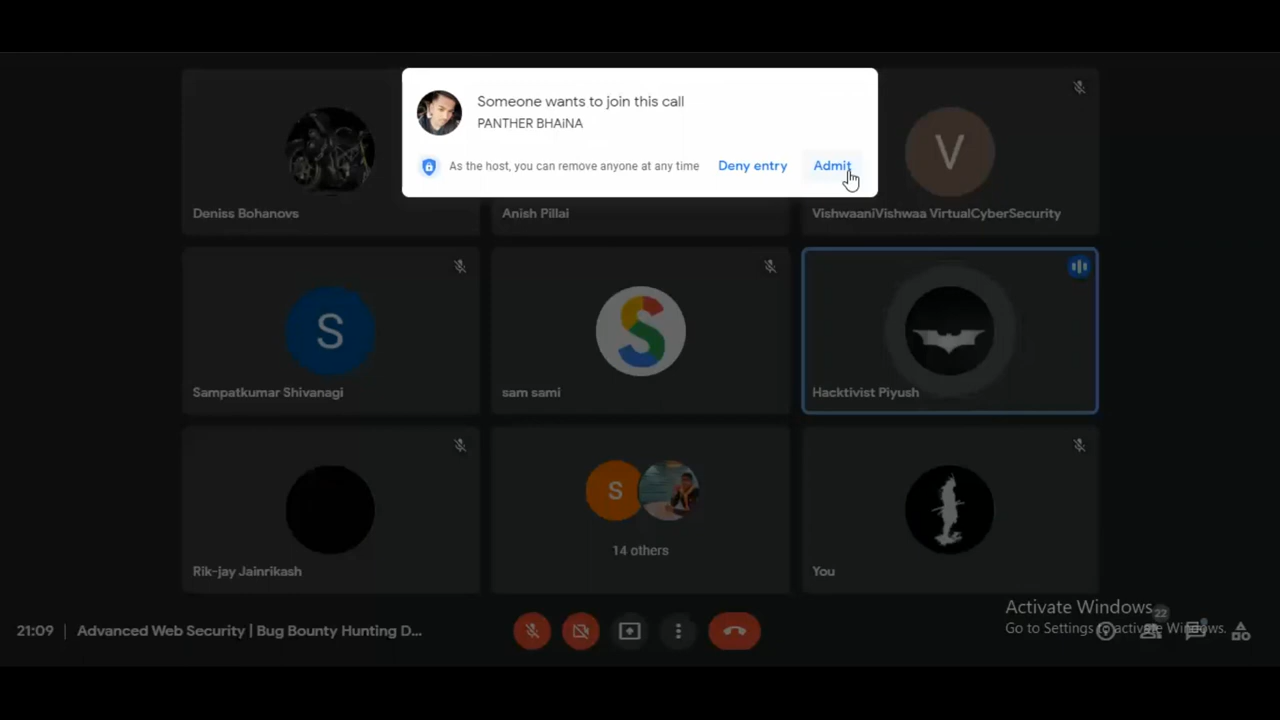 Someone wants to join this call
PANTHER BHAiNA
As the host, you can remove anyone at any time
Deny entry
Admit
Deniss Bohanovs
Anish Pillai
V
VishwaaniVishwaa VirtualCyberSecurity
S
Sampatkumar Shivanagi
S
sam sami
Hacktivist Piyush
Rik-jay Jainrikash
S
14 others
You
Activate Windows
Go to Settings to activate Windows.
22
21:09 | Advanced Web Security | Bug Bounty Hunting D...